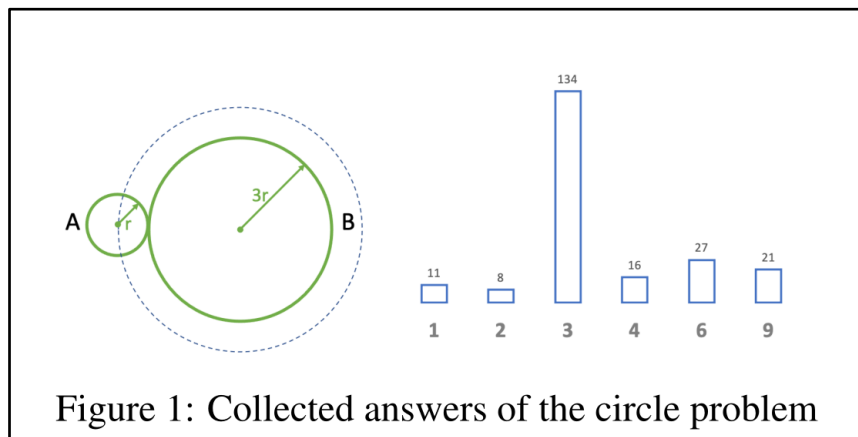 A
r
3r
B
134
11
8
16
27
21
1 2 3 4 6 9
Figure 1: Collected answers of the circle problem